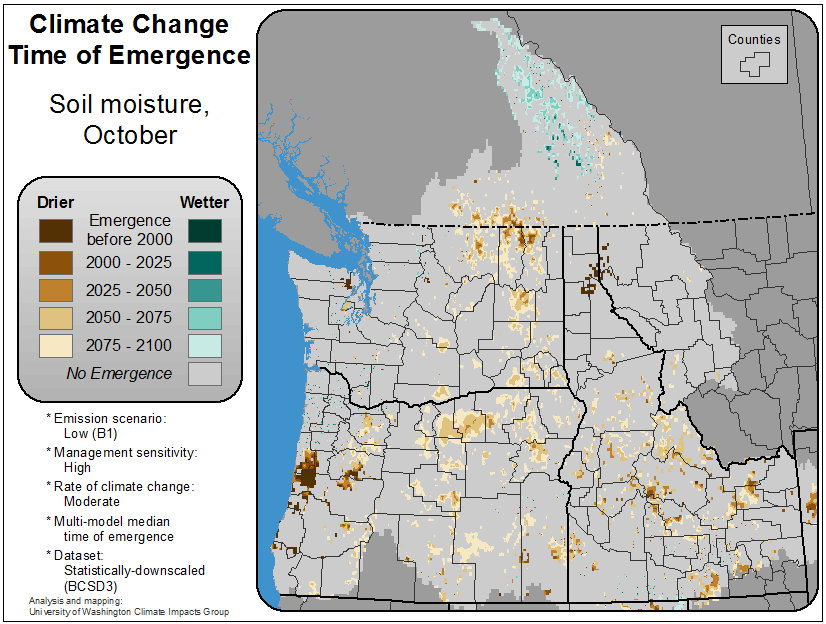 Climate Change
Time of Emergence
Soil moisture,
October
Counties
Drier
Wetter
Emergence
before 2000
2000 - 2025
2025 - 2050
2050 - 2075
2075 - 2100
No Emergence
* Emission scenario:
Low (B1)
* Management sensitivity:
High
* Rate of climate change:
Moderate
* Multi-model median
time of emergence
* Dataset:
Statistically-downscaled
(BCSD3)
Analysis and mapping:
University of Washington Climate Impacts Group